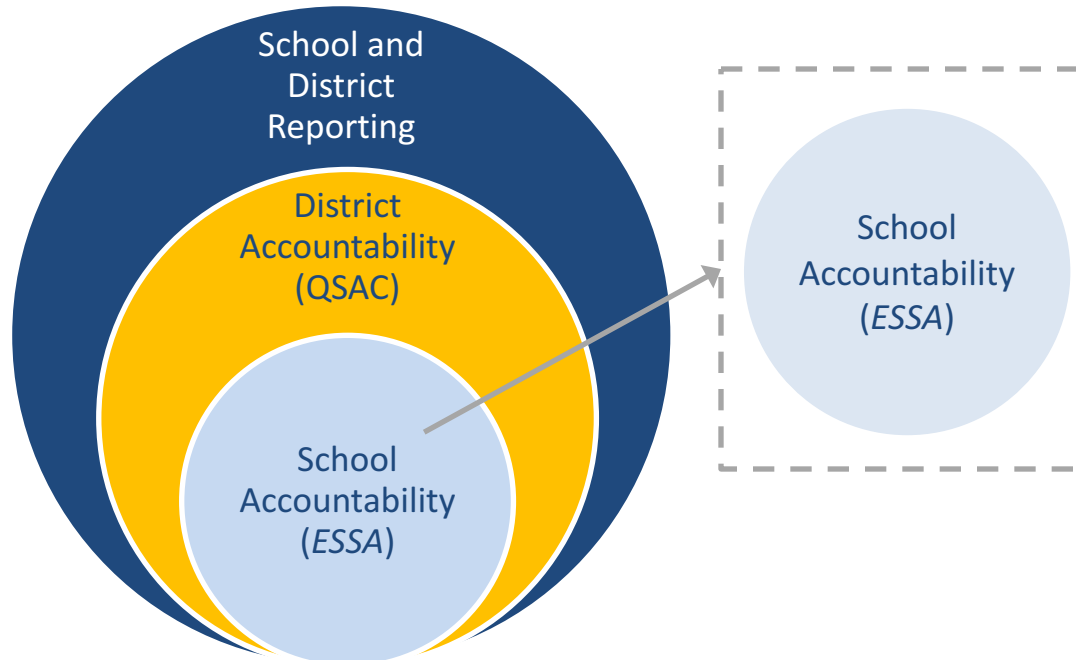 School and
District
Reporting
District
Accountability
(QSAC)
School
Accountability
(ESSA)
School
Accountability
(ESSA)